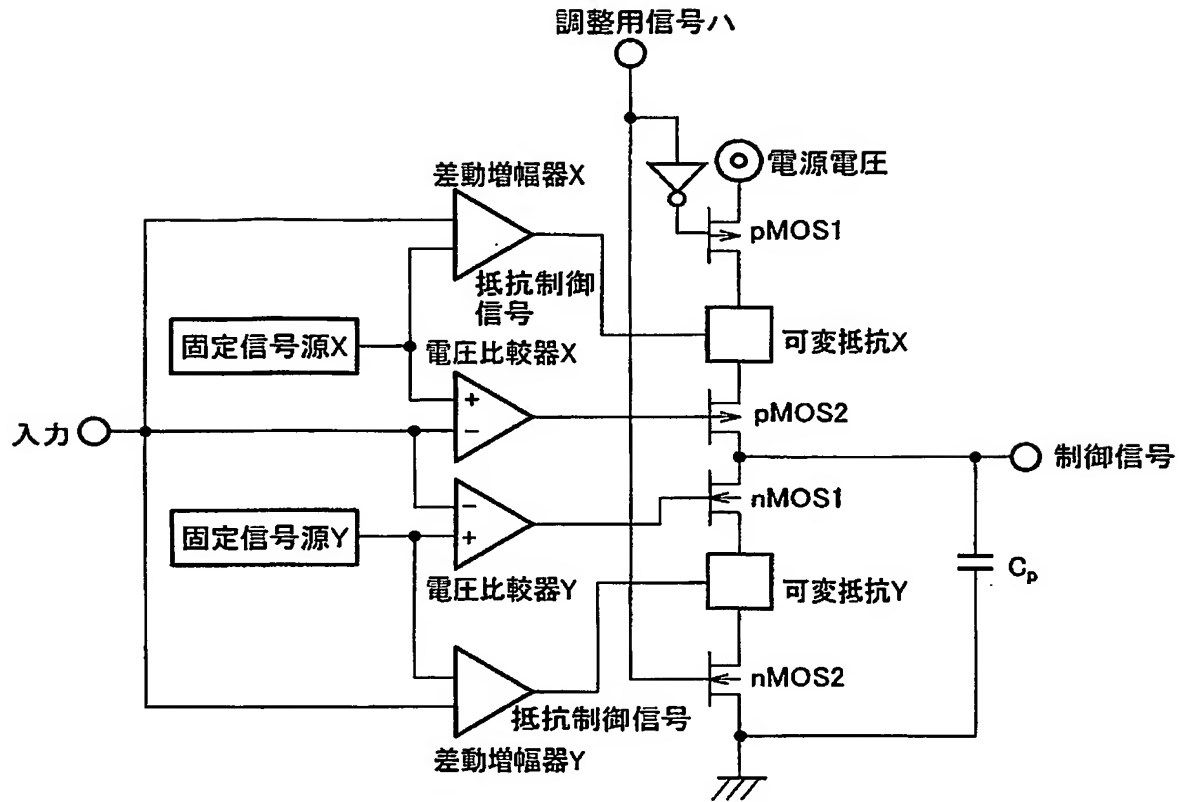 調整用信号ハ
電源電圧
差動増幅器X
pMOS1
抵抗制御
信号
固定信号源X
可変抵抗X
電圧比較器X
+
−
pMOS2
入力
制御信号
−
+
nMOS1
固定信号源Y
Cp
電圧比較器Y
可変抵抗Y
nMOS2
抵抗制御信号
差動増幅器Y